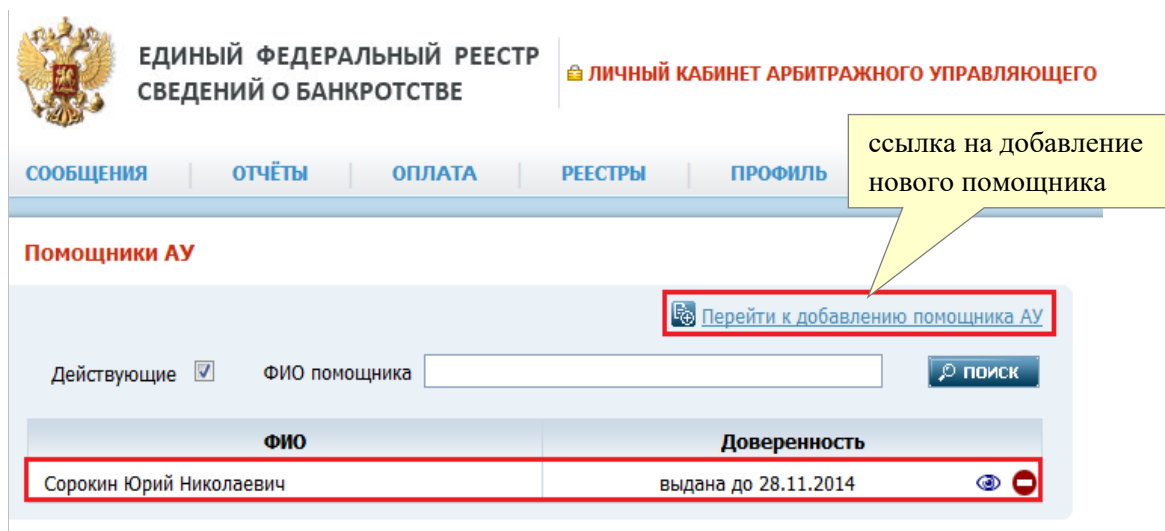 ЕДИНЫЙ ФЕДЕРАЛЬНЫЙ РЕЕСТР
СВЕДЕНИЙ О БАНКРОТСТВЕ
ЛИЧНЫЙ КАБИНЕТ АРБИТРАЖНОГО УПРАВЛЯЮЩЕГО
ссылка на добавление
нового помощника
СООБЩЕНИЯ ОТЧЁТЫ ОПЛАТА РЕЕСТРЫ ПРОФИЛЬ
Помощники АУ
Перейти к добавлению помощника АУ
Действующие ФИО помощника ПОИСК
ФИО Доверенность
Сорокин Юрий Николаевич выдана до 28.11.2014